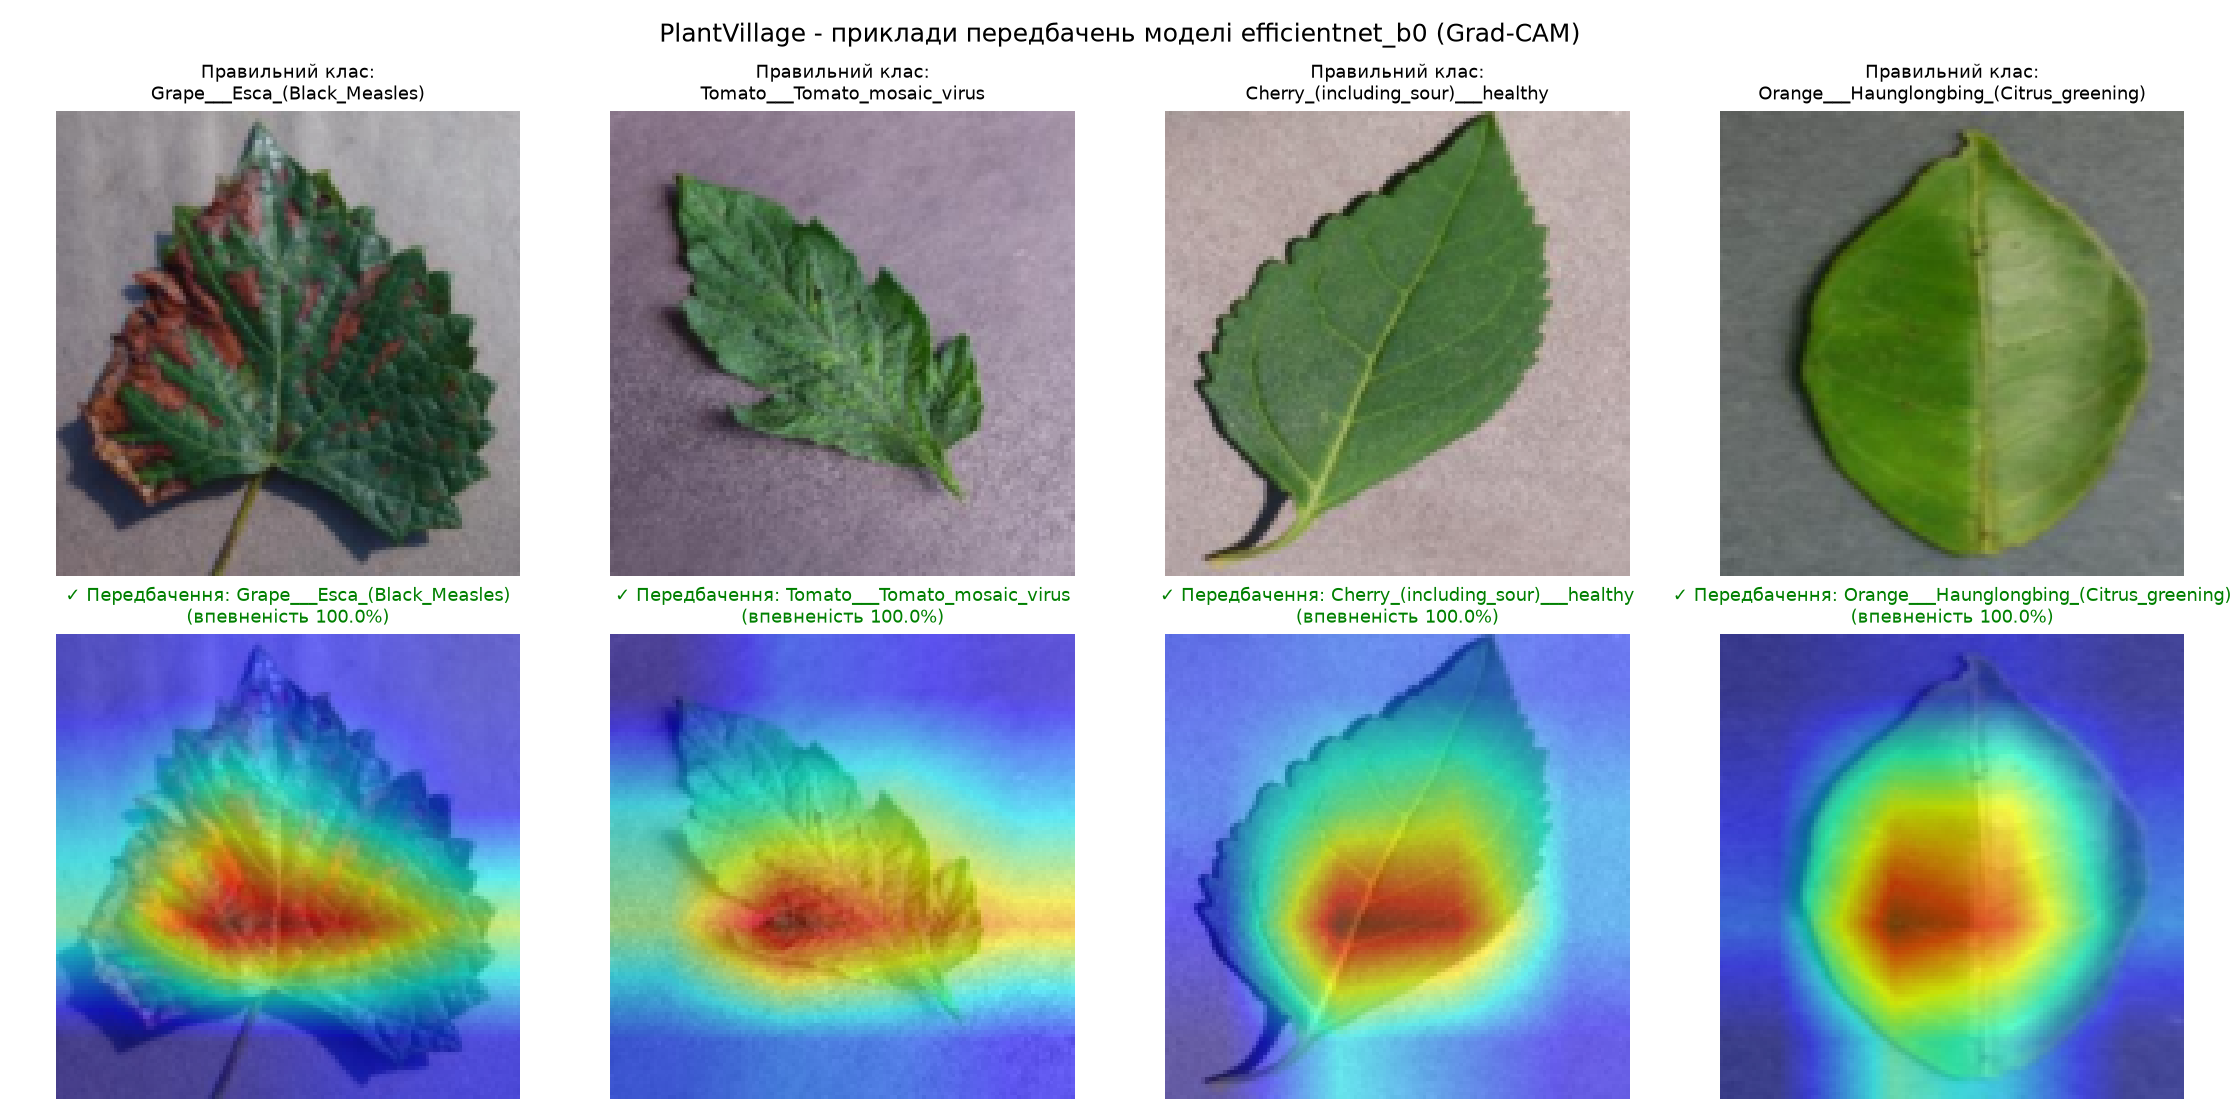 PlantVillage - приклади передбачень моделі efficientnet_b0 (Grad-CAM)
Правильний клас:
Grape___Esca_(Black_Measles)
Правильний клас:
Tomato___Tomato_mosaic_virus
Правильний клас:
Cherry_(including_sour)___healthy
Правильний клас:
Orange___Haunglongbing_(Citrus_greening)
✓ Передбачення: Grape___Esca_(Black_Measles)
(впевненість 100.0%)
✓ Передбачення: Tomato___Tomato_mosaic_virus
(впевненість 100.0%)
✓ Передбачення: Cherry_(including_sour)___healthy
(впевненість 100.0%)
✓ Передбачення: Orange___Haunglongbing_(Citrus_greening)
(впевненість 100.0%)